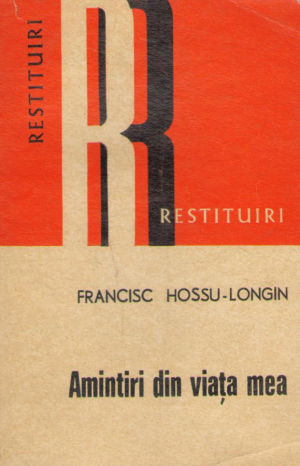 RESTITUIRI
R
RESTITUIRI
FRANCISC HOSSU-LONGIN
Amintiri din viața mea